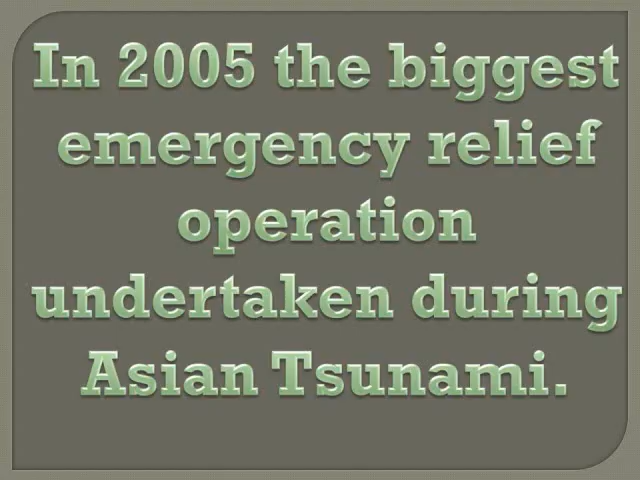 In 2005 the biggest
emergency relief
operation
undertaken during
Asian Tsunami.